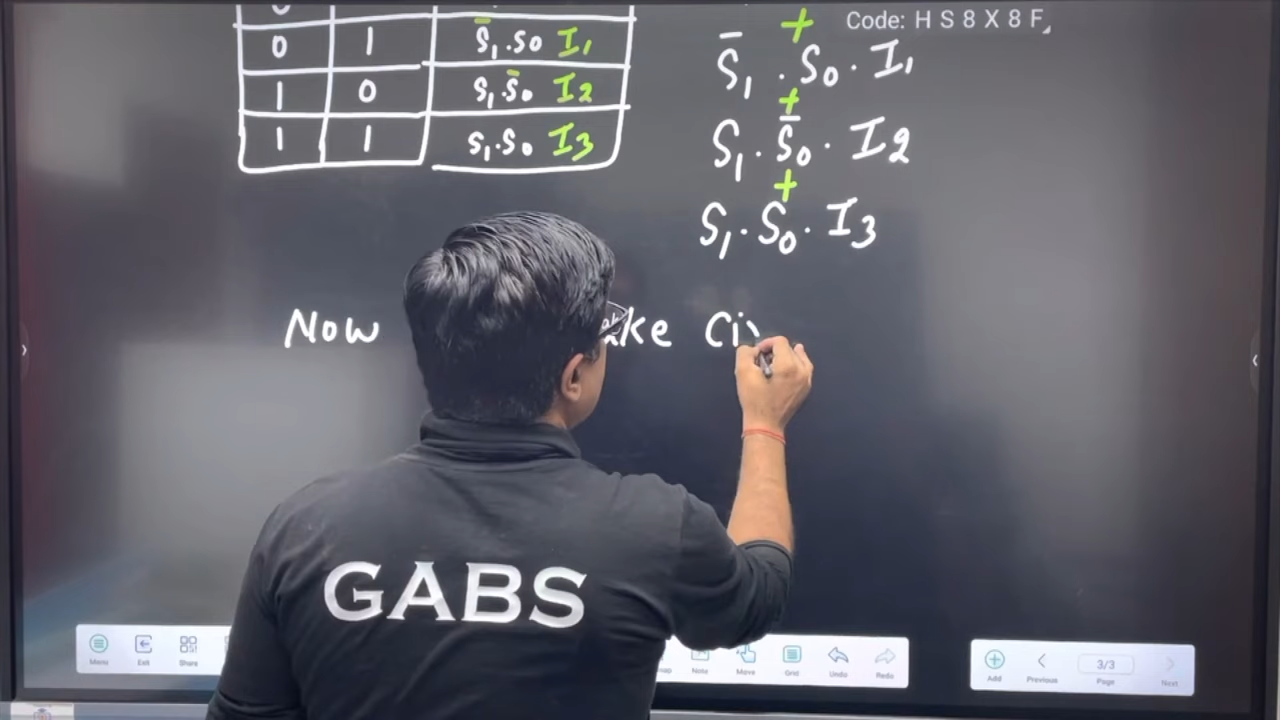 Code: H S 8 X 8 F
0 1 S̄₁.S₀ I₁
1 0 S₁.S̄₀ I₂
1 1 S₁.S₀ I₃
+
S̄₁.S₀.I₁
+
S₁.S̄₀.I₂
+
S₁.S₀.I₃
Now
GABS
Menu Exit Share Note Move Grid Undo Redo
Add Previous 3/3 Page Next